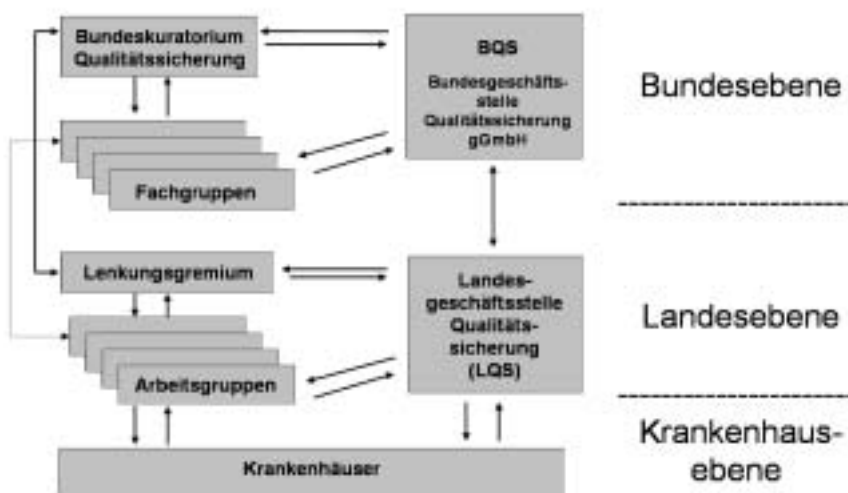 Bundeskuratorium
Qualitätssicherung
BQS
Bundesgeschäfts-
stelle
Qualitätssicherung
gGmbH
Bundesebene
Fachgruppen
Lenkungsgremium
Landes-
geschäftsstelle
Qualitäts-
sicherung
(LQS)
Landesebene
Arbeitsgruppen
Krankenhäuser
Krankenhaus-
ebene